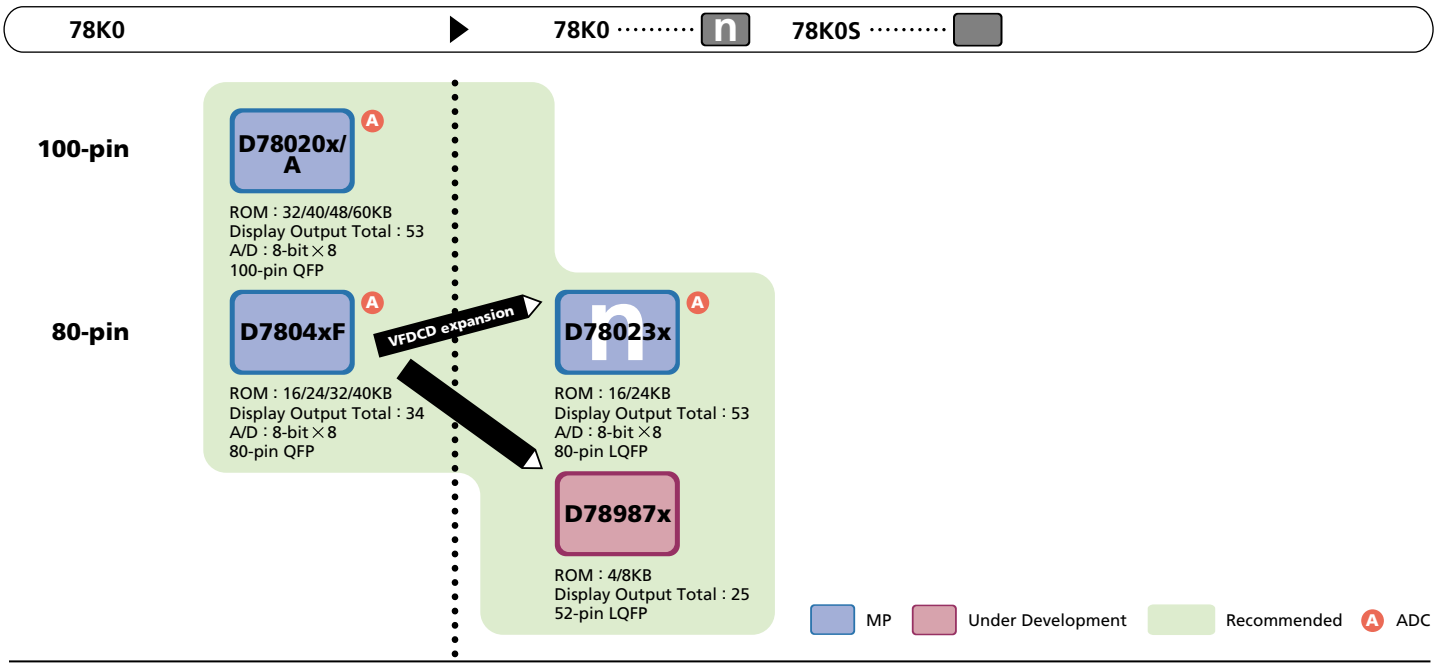 78K0
78K0 ·········· n
78K0S ··········
100-pin
D78020x/
A
A
ROM : 32/40/48/60KB
Display Output Total : 53
A/D : 8-bit × 8
100-pin QFP
80-pin
D7804xF
A
ROM : 16/24/32/40KB
Display Output Total : 34
A/D : 8-bit × 8
80-pin QFP
VFDCD expansion
n
D78023x
A
ROM : 16/24KB
Display Output Total : 53
A/D : 8-bit × 8
80-pin LQFP
D78987x
ROM : 4/8KB
Display Output Total : 25
52-pin LQFP
MP
Under Development
Recommended
A ADC